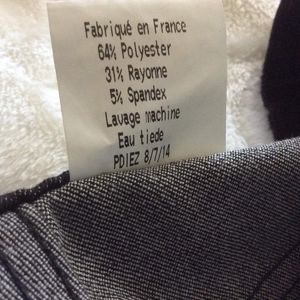 Fabriqué en France
64% Polyester
31% Rayonne
5% Spandex
Lavage machine
Eau tiede
PDIEZ 8/7/14